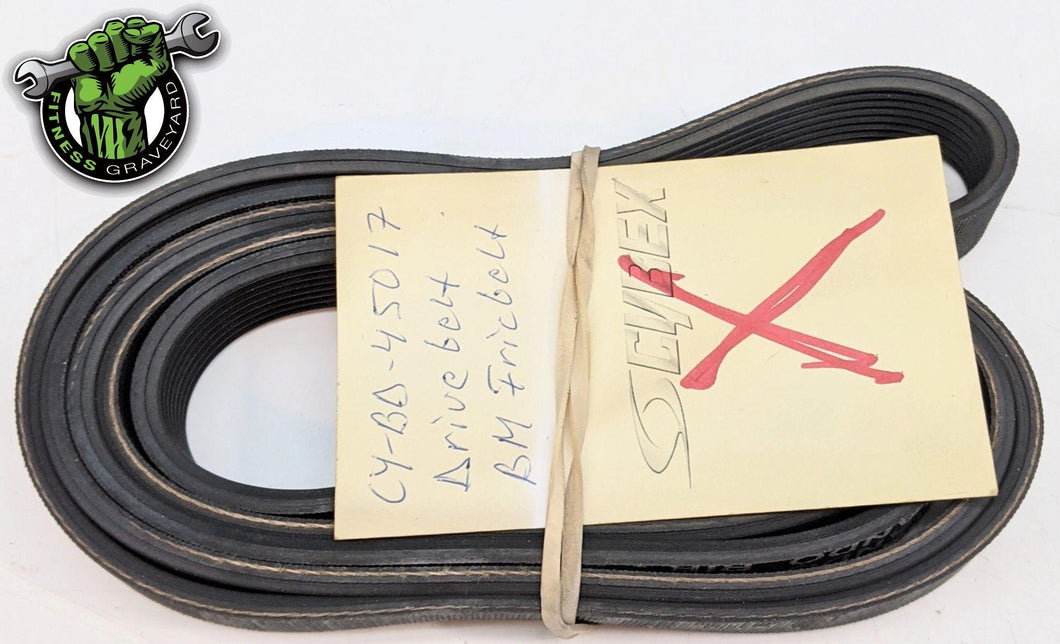 FITNESS GRAVEYARD
CY-BD-45017
Drive belt
BM Fricbelt
CYBEX